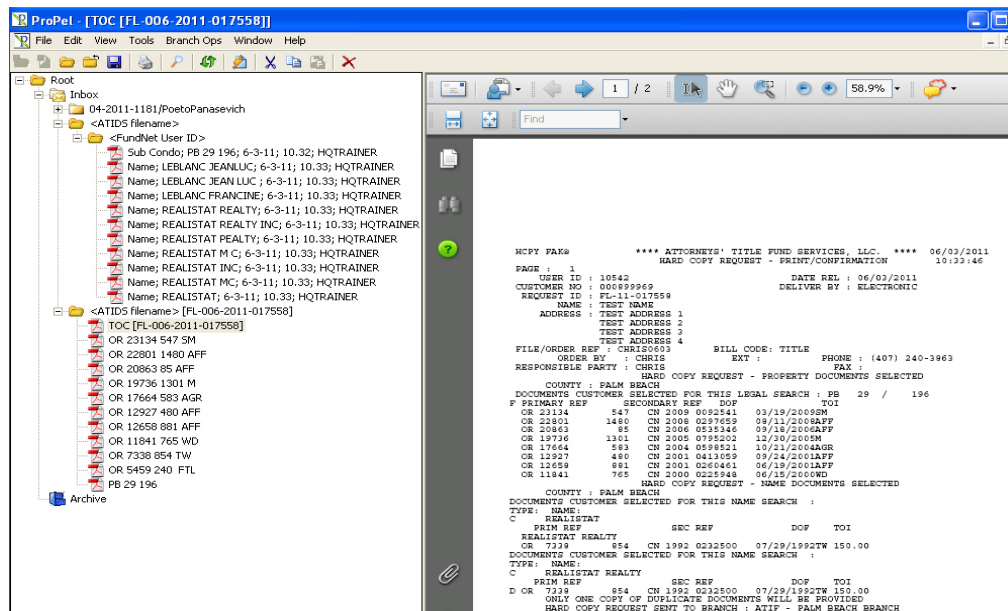 ProPel - [TOC [FL-006-2011-017558]]
File Edit View Tools Branch Ops Window Help
Root
Inbox
04-2011-1181/PoetoPanasevich
<ATIDS filename>
<FundNet User ID>
Sub Condo; PB 29 196; 6-3-11; 10.32; HQTRAINER
Name; LEBLANC JEANLUC; 6-3-11; 10.33; HQTRAINER
Name; LEBLANC JEAN LUC ; 6-3-11; 10.33; HQTRAINER
Name; LEBLANC FRANCINE; 6-3-11; 10.33; HQTRAINER
Name; REALISTAT REALTY; 6-3-11; 10.33; HQTRAINER
Name; REALISTAT REALTY INC; 6-3-11; 10.33; HQTRAINER
Name; REALISTAT PEALTY; 6-3-11; 10.33; HQTRAINER
Name; REALISTAT M C; 6-3-11; 10.33; HQTRAINER
Name; REALISTAT INC; 6-3-11; 10.33; HQTRAINER
Name; REALISTAT MC; 6-3-11; 10.33; HQTRAINER
Name; REALISTAT; 6-3-11; 10.33; HQTRAINER
<ATIDS filename> [FL-006-2011-017558]
TOC [FL-006-2011-017558]
OR 23134 547 SM
OR 22801 1480 AFF
OR 20863 85 AFF
OR 19736 1301 M
OR 17664 583 AGR
OR 12927 480 AFF
OR 12658 881 AFF
OR 11841 765 WD
OR 7338 854 TW
OR 5459 240 FTL
PB 29 196
Archive
1 / 2 58.9%
Find
HCPY FAK@ **** ATTORNEYS' TITLE FUND SERVICES, LLC. **** 06/03/2011
HARD COPY REQUEST - PRINT/CONFIRMATION 10:33:46
PAGE : 1
USER ID : 10542 DATE REL : 06/03/2011
CUSTOMER NO : 000899969 DELIVER BY : ELECTRONIC
REQUEST ID : FL-11-017558
NAME : TEST NAME
ADDRESS : TEST ADDRESS 1
TEST ADDRESS 2
TEST ADDRESS 3
TEST ADDRESS 4
FILE/ORDER REF : CHRIS0603 BILL CODE: TITLE
ORDER BY : CHRIS EXT : PHONE : (407) 240-3863
RESPONSIBLE PARTY : CHRIS FAX :
HARD COPY REQUEST - PROPERTY DOCUMENTS SELECTED
COUNTY : PALM BEACH
DOCUMENTS CUSTOMER SELECTED FOR THIS LEGAL SEARCH : PB 29 / 196
F PRIMARY REF SECONDARY REF DOF TOI
OR 23134 547 CN 2009 0092541 03/19/2009SM
OR 22801 1480 CN 2008 0297659 08/11/2008AFF
OR 20863 85 CN 2006 0535346 09/18/2006AFF
OR 19736 1301 CN 2005 0795202 12/30/2005M
OR 17664 583 CN 2004 0598521 10/21/2004AGR
OR 12927 480 CN 2001 0413059 09/24/2001AFF
OR 12658 881 CN 2001 0260461 06/19/2001AFF
OR 11841 765 CN 2000 0225948 06/15/2000WD
HARD COPY REQUEST - NAME DOCUMENTS SELECTED
COUNTY : PALM BEACH
DOCUMENTS CUSTOMER SELECTED FOR THIS NAME SEARCH :
TYPE: NAME:
C REALISTAT
PRIM REF SEC REF DOF TOI
REALISTAT REALTY
OR 7338 854 CN 1992 0232500 07/29/1992TW 150.00
DOCUMENTS CUSTOMER SELECTED FOR THIS NAME SEARCH :
TYPE: NAME:
C REALISTAT REALTY
PRIM REF SEC REF DOF TOI
D OR 7338 854 CN 1992 0232500 07/29/1992TW 150.00
ONLY ONE COPY OF DUPLICATE DOCUMENTS WILL BE PROVIDED
HARD COPY REQUEST SENT TO BRANCH : ATIF - PALM BEACH BRANCH